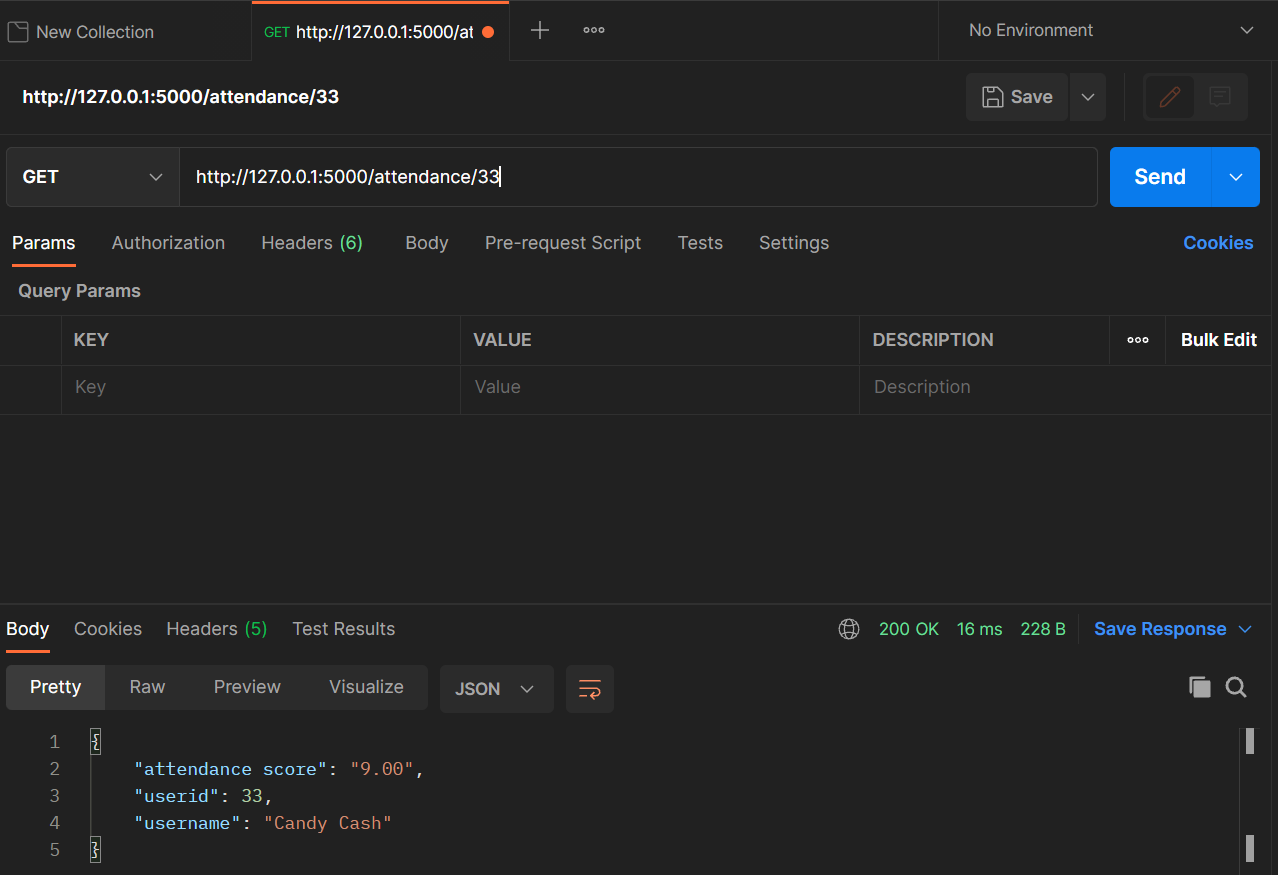 New Collection GET http://127.0.0.1:5000/at No Environment
http://127.0.0.1:5000/attendance/33 Save
GET http://127.0.0.1:5000/attendance/33 Send
Params Authorization Headers (6) Body Pre-request Script Tests Settings Cookies
Query Params
KEY VALUE DESCRIPTION Bulk Edit
Key Value Description
Body Cookies Headers (5) Test Results 200 OK 16 ms 228 B Save Response
Pretty Raw Preview Visualize JSON
1 {
2 "attendance score": "9.00",
3 "userid": 33,
4 "username": "Candy Cash"
5 }